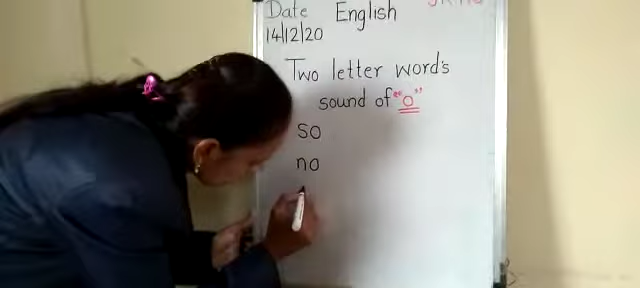 Date English
14/12/20
Two letter word's
sound of "o"
so
no